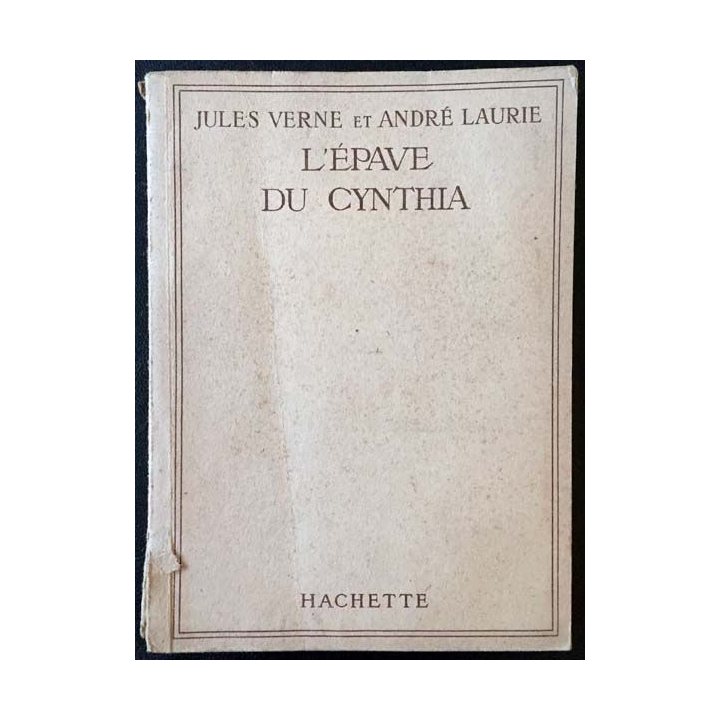 JULES VERNE ET ANDRÉ LAURIE
L'ÉPAVE
DU CYNTHIA
HACHETTE